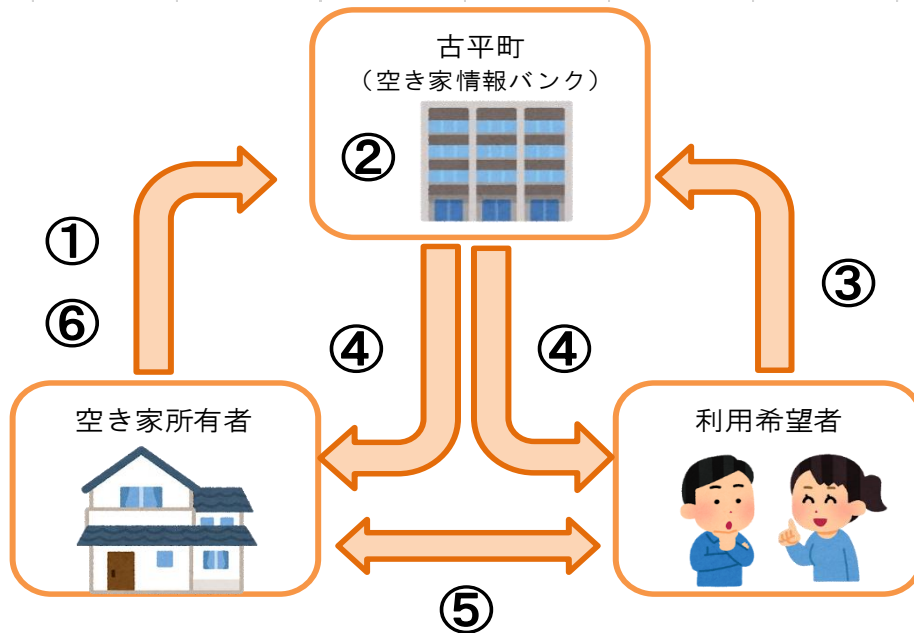 古平町
（空き家情報バンク）
②
①
⑥
③
④
④
空き家所有者
利用希望者
⑤